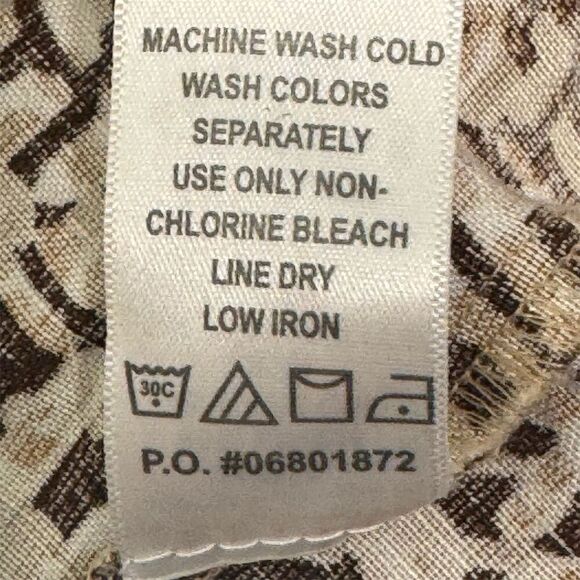 MACHINE WASH COLD
WASH COLORS
SEPARATELY
USE ONLY NON-
CHLORINE BLEACH
LINE DRY
LOW IRON
30C
P.O. #06801872